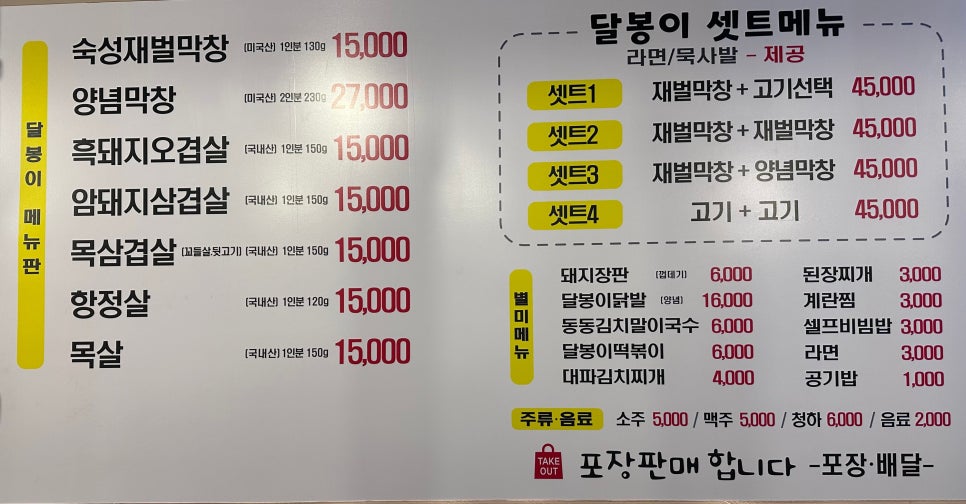 달봉이 메뉴판
숙성재벌막창 (미국산) 1인분 130g 15,000
양념막창 (미국산) 2인분 230g 27,000
흑돼지오겹살 (국내산) 1인분 150g 15,000
암돼지삼겹살 (국내산) 1인분 150g 15,000
목삼겹살 (꼬들살.뒷고기) (국내산) 1인분 150g 15,000
항정살 (국내산) 1인분 120g 15,000
목살 (국내산) 1인분 150g 15,000
달봉이 셋트메뉴
라면/묵사발 - 제공
셋트1 재벌막창 + 고기선택 45,000
셋트2 재벌막창 + 재벌막창 45,000
셋트3 재벌막창 + 양념막창 45,000
셋트4 고기 + 고기 45,000
별미메뉴
돼지장판 (껍데기) 6,000 된장찌개 3,000
달봉이닭발 (양념) 16,000 계란찜 3,000
동동김치말이국수 6,000 셀프비빔밥 3,000
달봉이떡볶이 6,000 라면 3,000
대파김치찌개 4,000 공기밥 1,000
주류·음료 소주 5,000 / 맥주 5,000 / 청하 6,000 / 음료 2,000
TAKE OUT 포장판매 합니다 -포장·배달-